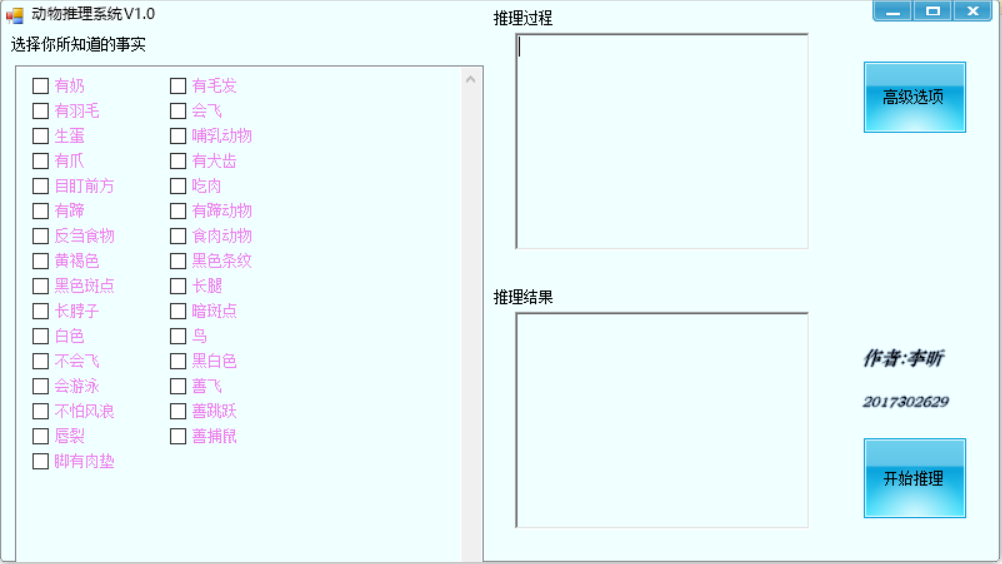 动物推理系统V1.0
选择你所知道的事实
有奶 有毛发
有羽毛 会飞
生蛋 哺乳动物
有爪 有犬齿
目盯前方 吃肉
有蹄 有蹄动物
反刍食物 食肉动物
黄褐色 黑色条纹
黑色斑点 长腿
长脖子 暗斑点
白色 鸟
不会飞 黑白色
会游泳 善飞
不怕风浪 善跳跃
唇裂 善捕鼠
脚有肉垫
推理过程
高级选项
推理结果
作者:李昕
2017302629
开始推理